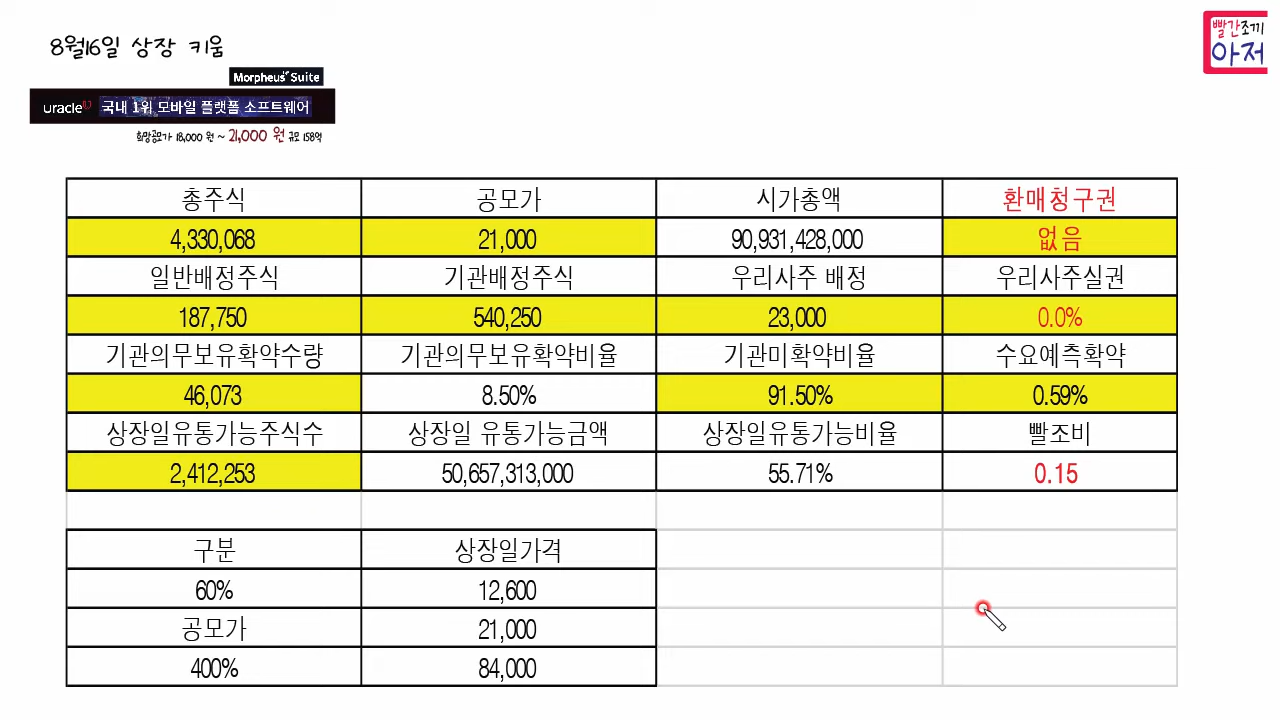 8월16일 상장 키움
빨간조끼
아저
Morpheus Suite
uracle 국내 1위 모바일 플랫폼 소프트웨어
희망공모가 18,000 원 ~ 21,000 원 규모 158억
총주식 공모가 시가총액 환매청구권
4,330,068 21,000 90,931,428,000 없음
일반배정주식 기관배정주식 우리사주 배정 우리사주실권
187,750 540,250 23,000 0.0%
기관의무보유확약수량 기관의무보유확약비율 기관미확약비율 수요예측확약
46,073 8.50% 91.50% 0.59%
상장일유통가능주식수 상장일 유통가능금액 상장일유통가능비율 빨조비
2,412,253 50,657,313,000 55.71% 0.15
구분 상장일가격
60% 12,600
공모가 21,000
400% 84,000